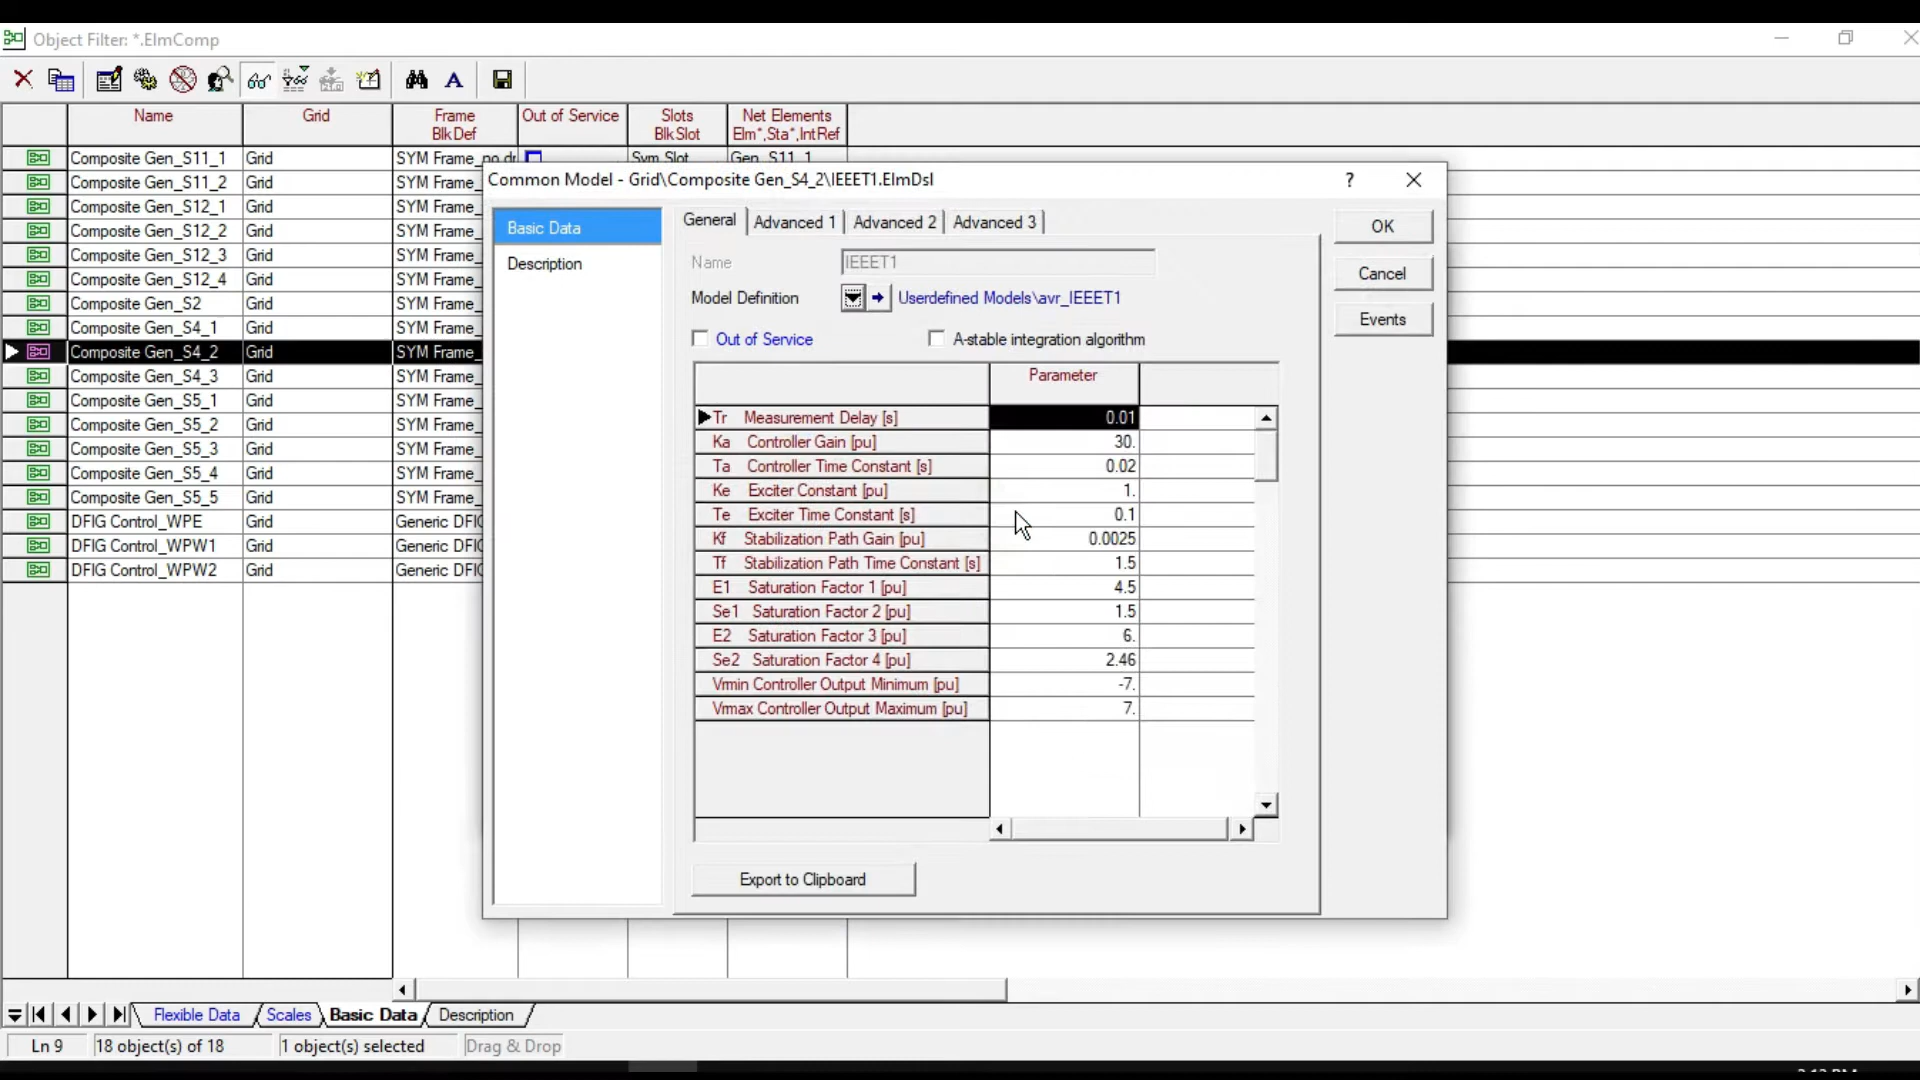 Object Filter: *.ElmComp
Name Grid Frame BlkDef Out of Service Slots BlkSlot Net Elements Elm*,Sta*,IntRef
Composite Gen_S11_1 Grid SYM Frame_no Sym Slot Gen_S11_1
Composite Gen_S11_2 Grid SYM Frame_
Composite Gen_S12_1 Grid SYM Frame_
Composite Gen_S12_2 Grid SYM Frame_
Composite Gen_S12_3 Grid SYM Frame_
Composite Gen_S12_4 Grid SYM Frame_
Composite Gen_S2 Grid SYM Frame_
Composite Gen_S4_1 Grid SYM Frame_
Composite Gen_S4_2 Grid SYM Frame_
Composite Gen_S4_3 Grid SYM Frame_
Composite Gen_S5_1 Grid SYM Frame_
Composite Gen_S5_2 Grid SYM Frame_
Composite Gen_S5_3 Grid SYM Frame_
Composite Gen_S5_4 Grid SYM Frame_
Composite Gen_S5_5 Grid SYM Frame_
DFIG Control_WPE Grid Generic DFIG
DFIG Control_WPW1 Grid Generic DFIG
DFIG Control_WPW2 Grid Generic DFIG
Common Model - Grid\Composite Gen_S4_2\IEEET1.ElmDsl ?
Basic Data
Description
General Advanced 1 Advanced 2 Advanced 3
Name IEEET1
Model Definition Userdefined Models\avr_IEEET1
Out of Service A-stable integration algorithm
Parameter
Tr Measurement Delay [s] 0.01
Ka Controller Gain [pu] 30.
Ta Controller Time Constant [s] 0.02
Ke Exciter Constant [pu] 1.
Te Exciter Time Constant [s] 0.1
Kf Stabilization Path Gain [pu] 0.0025
Tf Stabilization Path Time Constant [s] 1.5
E1 Saturation Factor 1 [pu] 4.5
Se1 Saturation Factor 2 [pu] 1.5
E2 Saturation Factor 3 [pu] 6.
Se2 Saturation Factor 4 [pu] 2.46
Vrmin Controller Output Minimum [pu] -7.
Vrmax Controller Output Maximum [pu] 7.
Export to Clipboard
OK
Cancel
Events
Flexible Data Scales Basic Data Description
Ln 9 18 object(s) of 18 1 object(s) selected Drag & Drop